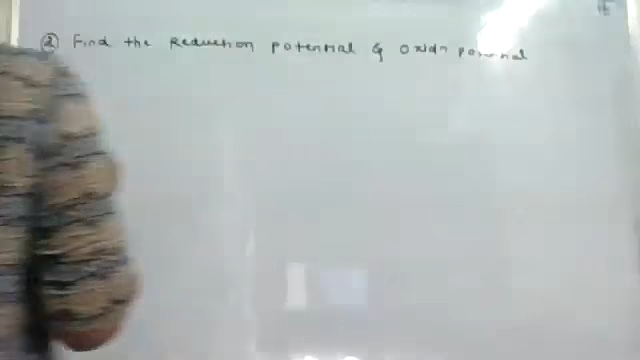 ② Find the Reduction potential & oxidn potential